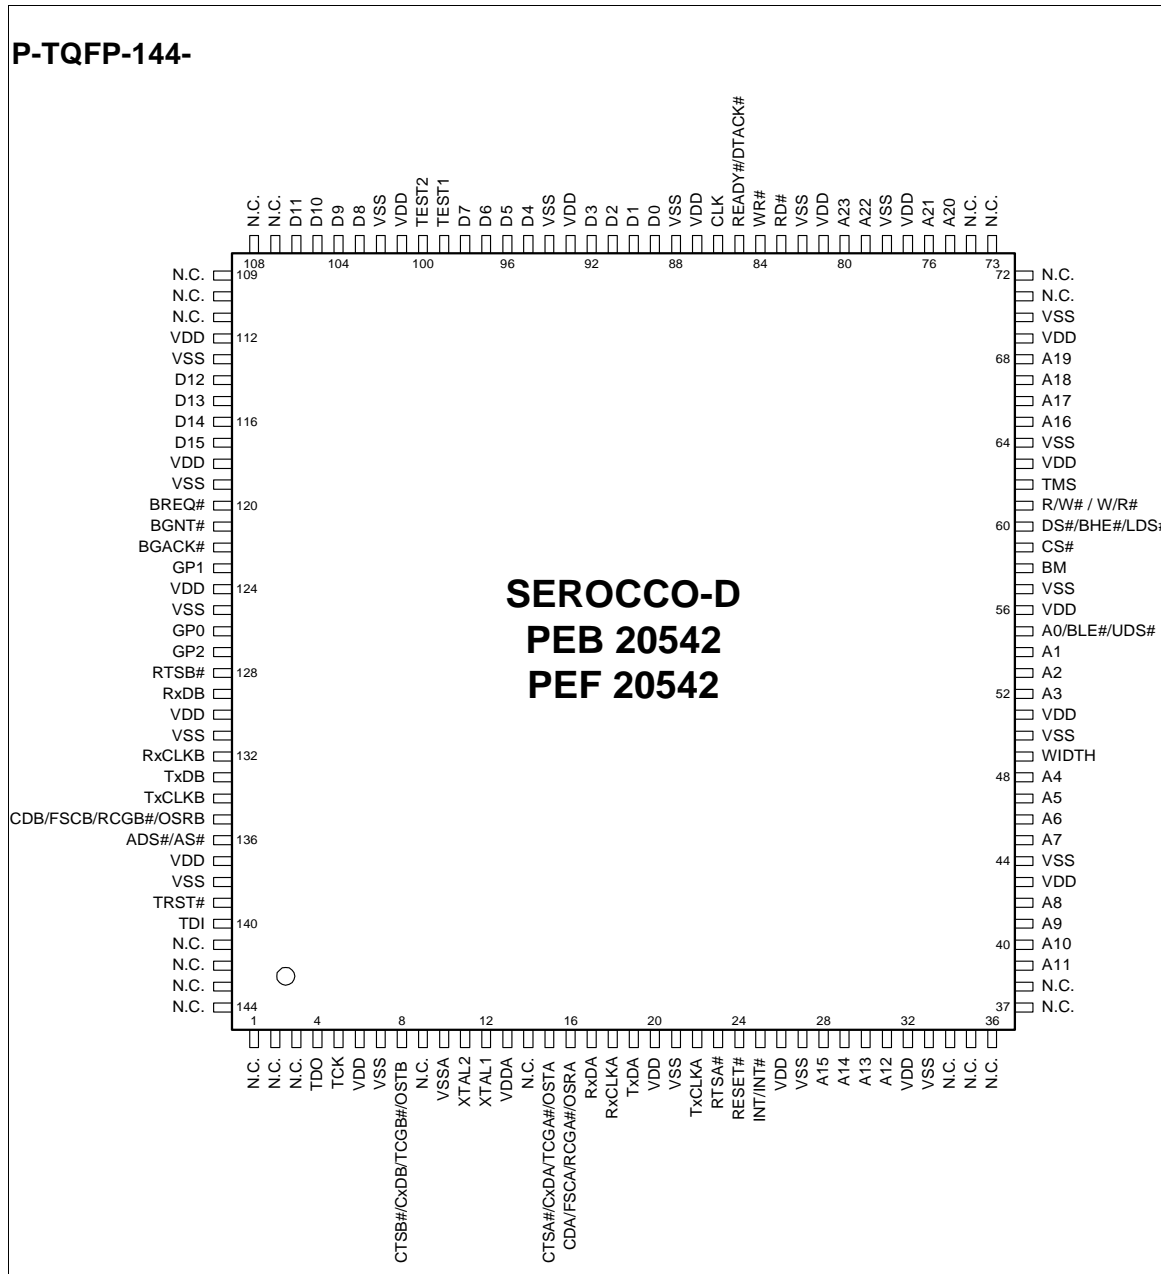 P-TQFP-144-
N.C.
N.C.
D11
D10
D9
D8
VSS
VDD
TEST2
TEST1
D7
D6
D5
D4
VSS
VDD
D3
D2
D1
D0
VSS
VDD
CLK
READY#/DTACK#
WR#
RD#
VSS
VDD
A23
A22
VSS
VDD
A21
A20
N.C.
N.C.
108
104
100
96
92
88
84
80
76
73
N.C. 109
N.C.
N.C.
VDD 112
VSS
D12
D13
D14 116
D15
VDD
VSS
BREQ# 120
BGNT#
BGACK#
GP1
VDD 124
VSS
GP0
GP2
RTSB# 128
RxDB
VDD
VSS
RxCLKB 132
TxDB
TxCLKB
CDB/FSCB/RCGB#/OSRB
ADS#/AS# 136
VDD
VSS
TRST#
TDI 140
N.C.
N.C.
N.C.
N.C. 144
SEROCCO-D
PEB 20542
PEF 20542
72 N.C.
N.C.
VSS
VDD
68 A19
A18
A17
A16
64 VSS
VDD
TMS
R/W# / W/R#
60 DS#/BHE#/LDS#
CS#
BM
VSS
56 VDD
A0/BLE#/UDS#
A1
A2
52 A3
VDD
VSS
WIDTH
48 A4
A5
A6
A7
44 VSS
VDD
A8
A9
40 A10
A11
N.C.
37 N.C.
1
4
8
12
16
20
24
28
32
36
N.C.
N.C.
N.C.
TDO
TCK
VDD
VSS
CTSB#/CxDB/TCGB#/OSTB
N.C.
VSSA
XTAL2
XTAL1
VDDA
N.C.
CTSA#/CxDA/TCGA#/OSTA
CDA/FSCA/RCGA#/OSRA
RxDA
RxCLKA
TxDA
VDD
VSS
TxCLKA
RTSA#
RESET#
INT/INT#
VDD
VSS
A15
A14
A13
A12
VDD
VSS
N.C.
N.C.
N.C.